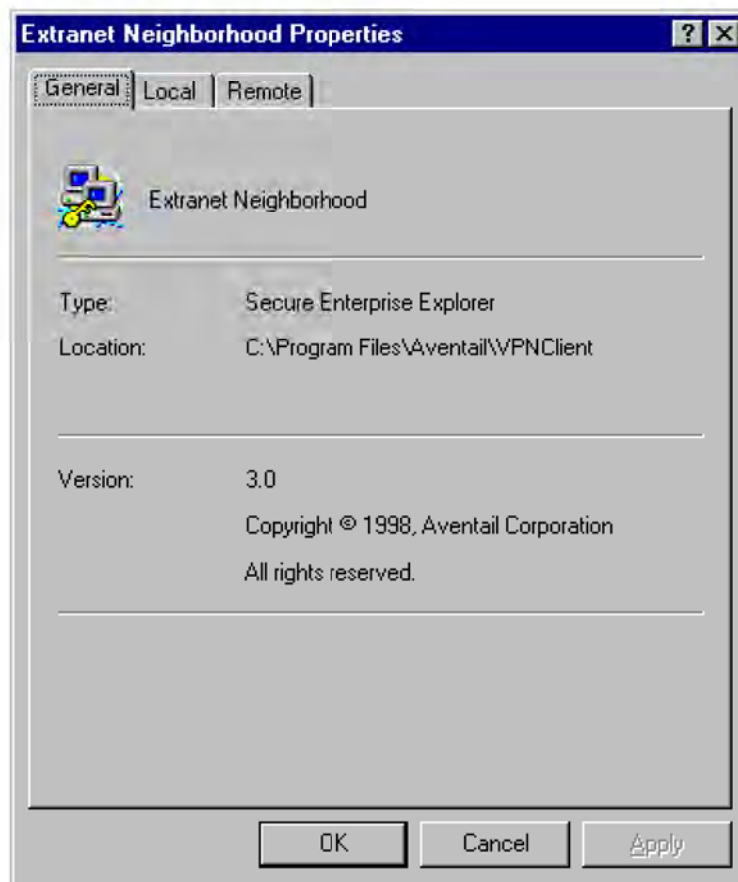 Extranet Neighborhood Properties
General Local Remote
Extranet Neighborhood
Type: Secure Enterprise Explorer
Location: C:\Program Files\Aventail\VPNClient
Version: 3.0
Copyright © 1998, Aventail Corporation
All rights reserved.
OK Cancel Apply